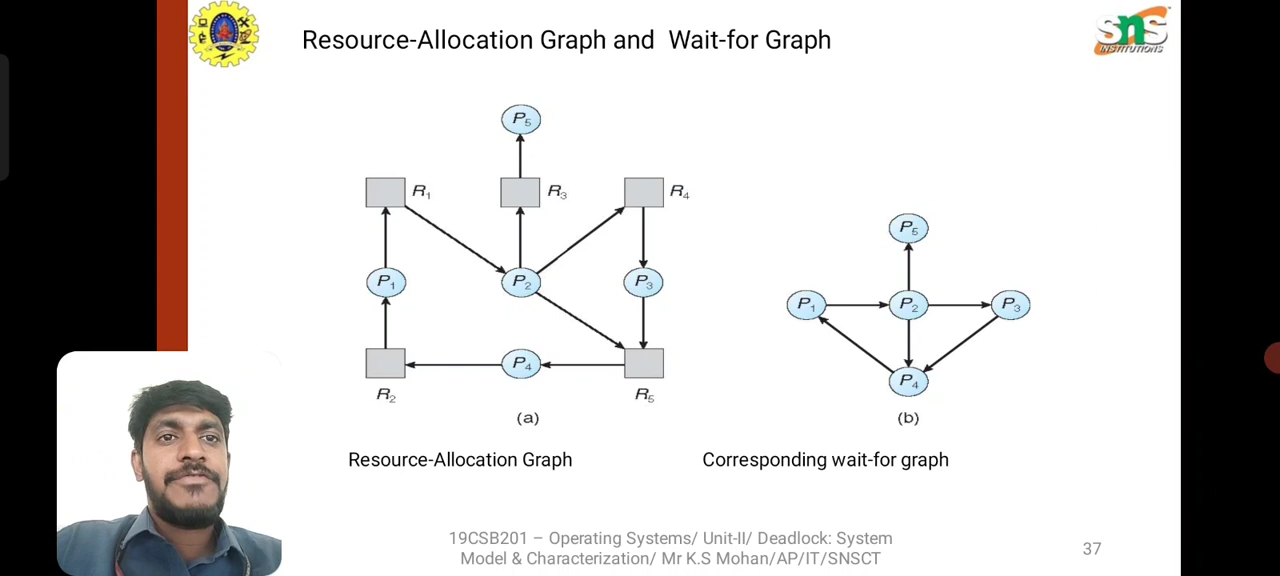 Resource-Allocation Graph and Wait-for Graph
sns
INSTITUTIONS
P5
R1
R3
R4
P1
P2
P3
P4
R2
R5
(a)
P5
P1
P2
P3
P4
(b)
Resource-Allocation Graph
Corresponding wait-for graph
19CSB201 – Operating Systems/ Unit-II/ Deadlock: System
Model & Characterization/ Mr K.S Mohan/AP/IT/SNSCT
37